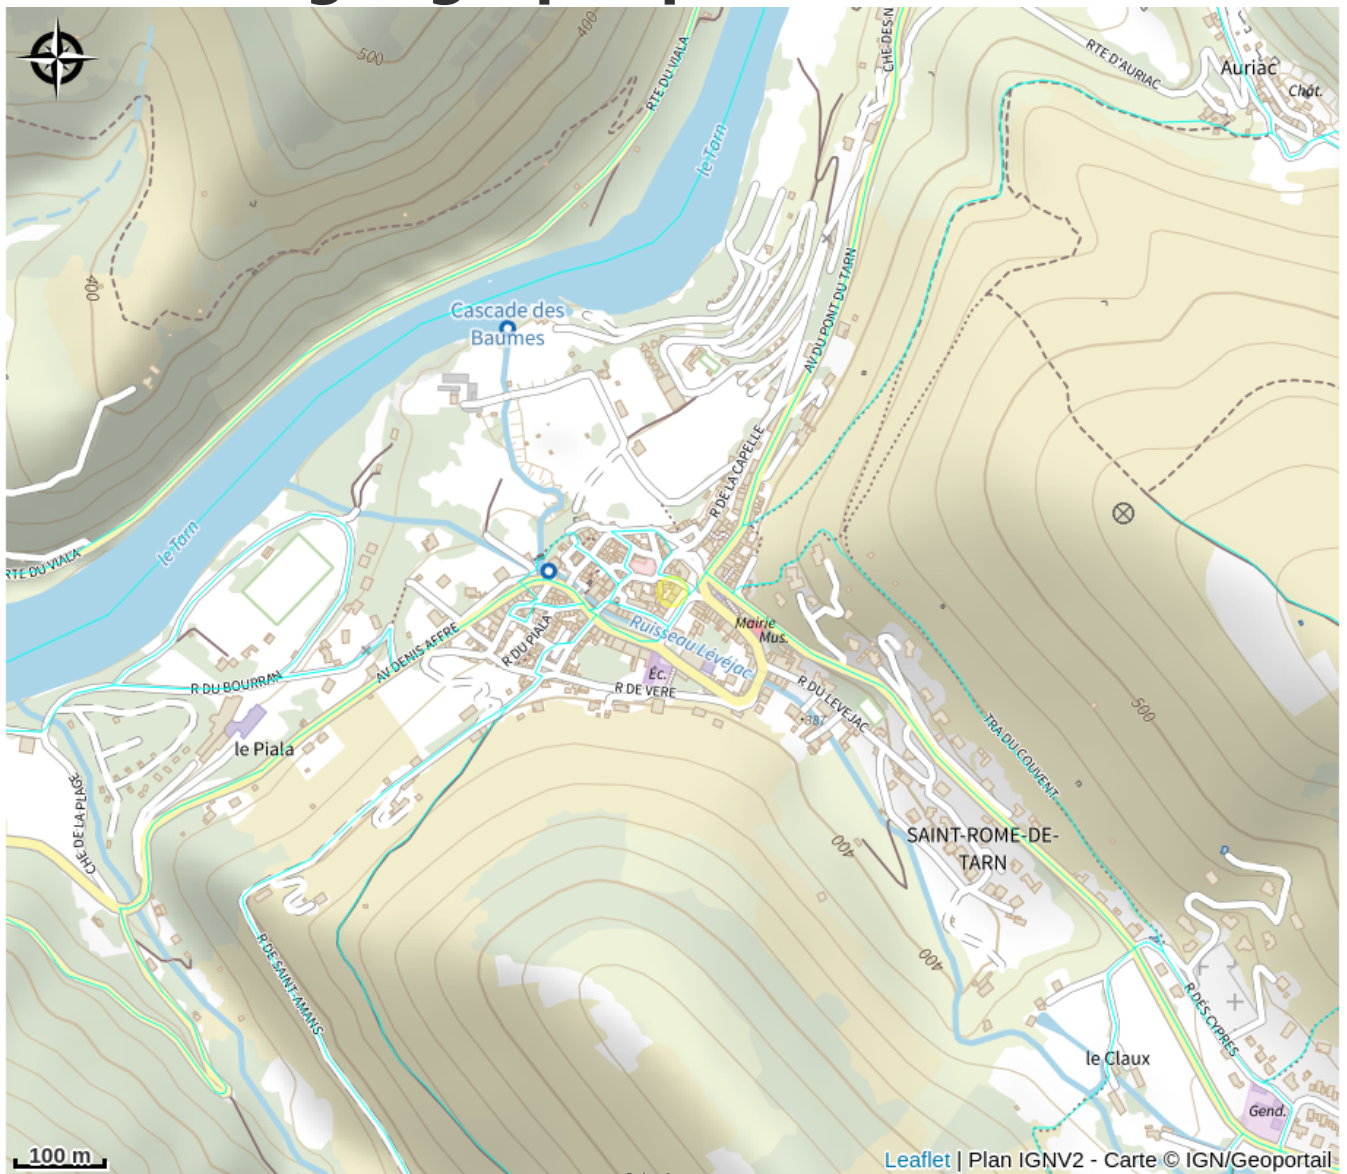 500
400
RTE DU VIALA
CHE DES N
RTE D'AURIAC
Auriac
Chât.
le Tarn
400
Cascade des
Baumes
AV DU PONT DU TARN
R DE LA CAPELLE
le Tarn
RTE DU VIALA
AV DENIS AFFRE
R DU PIALA
Ruisseau Lévéjac
Mairie
Mus.
Éc.
R DE VERE
R DU BOURRAN
R DU LEVEJAC
387
500
TRA DU COUVENT
le Piala
CHE DE LA PLAGE
400
SAINT-ROME-DE-
TARN
400
R DE SAINT-AMANS
R DES CYPRES
le Claux
Gend.
100 m
Leaflet | Plan IGNV2 - Carte © IGN/Geoportail